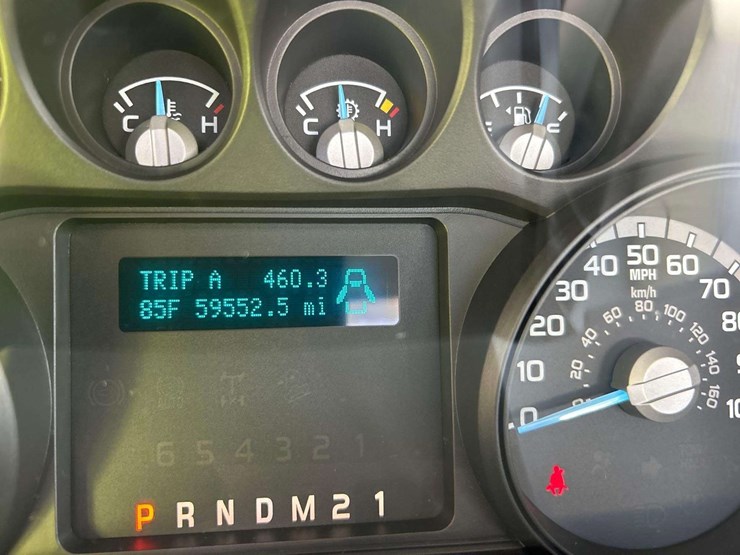 C H
C H
TRIP A 460.3
85F 59552.5 mi
0 10 20 30 40 50 60 70
MPH
km/h
20 40 60 80 100 120 140 160
6 5 4 3 2 1
P R N D M 2 1